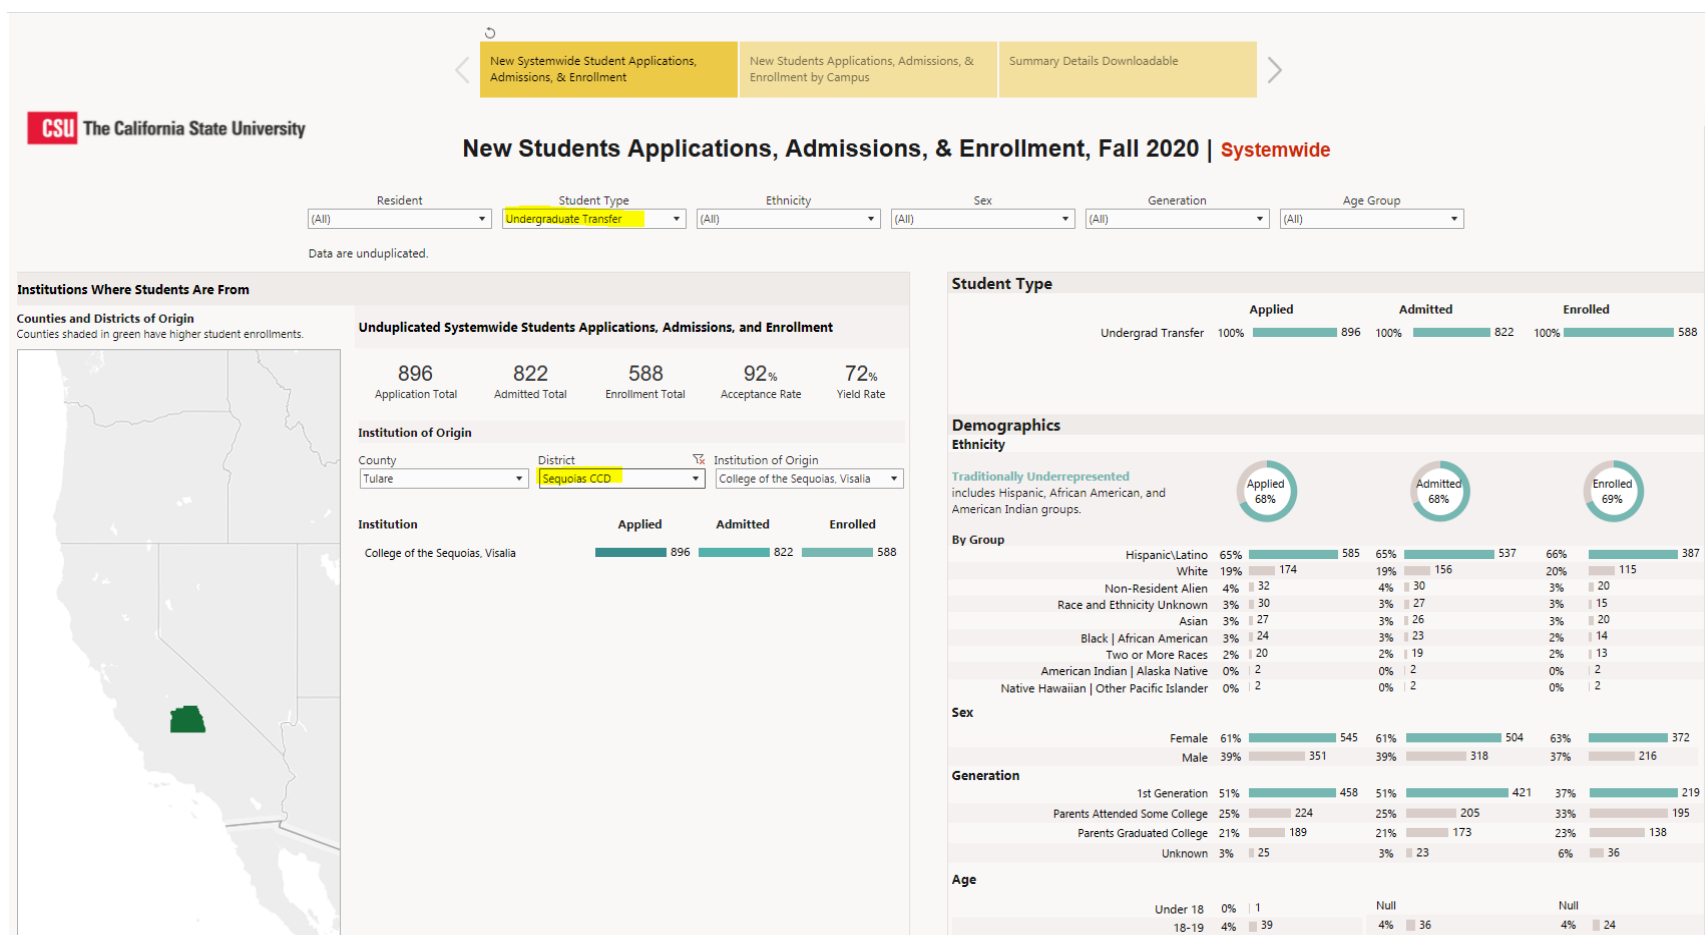 New Systemwide Student Applications,
Admissions, & Enrollment
New Students Applications, Admissions, &
Enrollment by Campus
Summary Details Downloadable
CSU The California State University
New Students Applications, Admissions, & Enrollment, Fall 2020 | Systemwide
Resident Student Type Ethnicity Sex Generation Age Group
(All) Undergraduate Transfer (All) (All) (All) (All)
Data are unduplicated.
Institutions Where Students Are From
Counties and Districts of Origin
Counties shaded in green have higher student enrollments.
Unduplicated Systemwide Students Applications, Admissions, and Enrollment
896 822 588 92% 72%
Application Total Admitted Total Enrollment Total Acceptance Rate Yield Rate
Institution of Origin
County District Institution of Origin
Tulare Sequoias CCD College of the Sequoias, Visalia
Institution Applied Admitted Enrolled
College of the Sequoias, Visalia 896 822 588
Student Type
Applied Admitted Enrolled
Undergrad Transfer 100% 896 100% 822 100% 588
Demographics
Ethnicity
Traditionally Underrepresented
includes Hispanic, African American, and
American Indian groups.
Applied
68%
Admitted
68%
Enrolled
69%
By Group
Hispanic\Latino 65% 585 65% 537 66% 387
White 19% 174 19% 156 20% 115
Non-Resident Alien 4% 32 4% 30 3% 20
Race and Ethnicity Unknown 3% 30 3% 27 3% 15
Asian 3% 27 3% 26 3% 20
Black | African American 3% 24 3% 23 2% 14
Two or More Races 2% 20 2% 19 2% 13
American Indian | Alaska Native 0% 2 0% 2 0% 2
Native Hawaiian | Other Pacific Islander 0% 2 0% 2 0% 2
Sex
Female 61% 545 61% 504 63% 372
Male 39% 351 39% 318 37% 216
Generation
1st Generation 51% 458 51% 421 37% 219
Parents Attended Some College 25% 224 25% 205 33% 195
Parents Graduated College 21% 189 21% 173 23% 138
Unknown 3% 25 3% 23 6% 36
Age
Under 18 0% 1 Null Null
18-19 4% 39 4% 36 4% 24